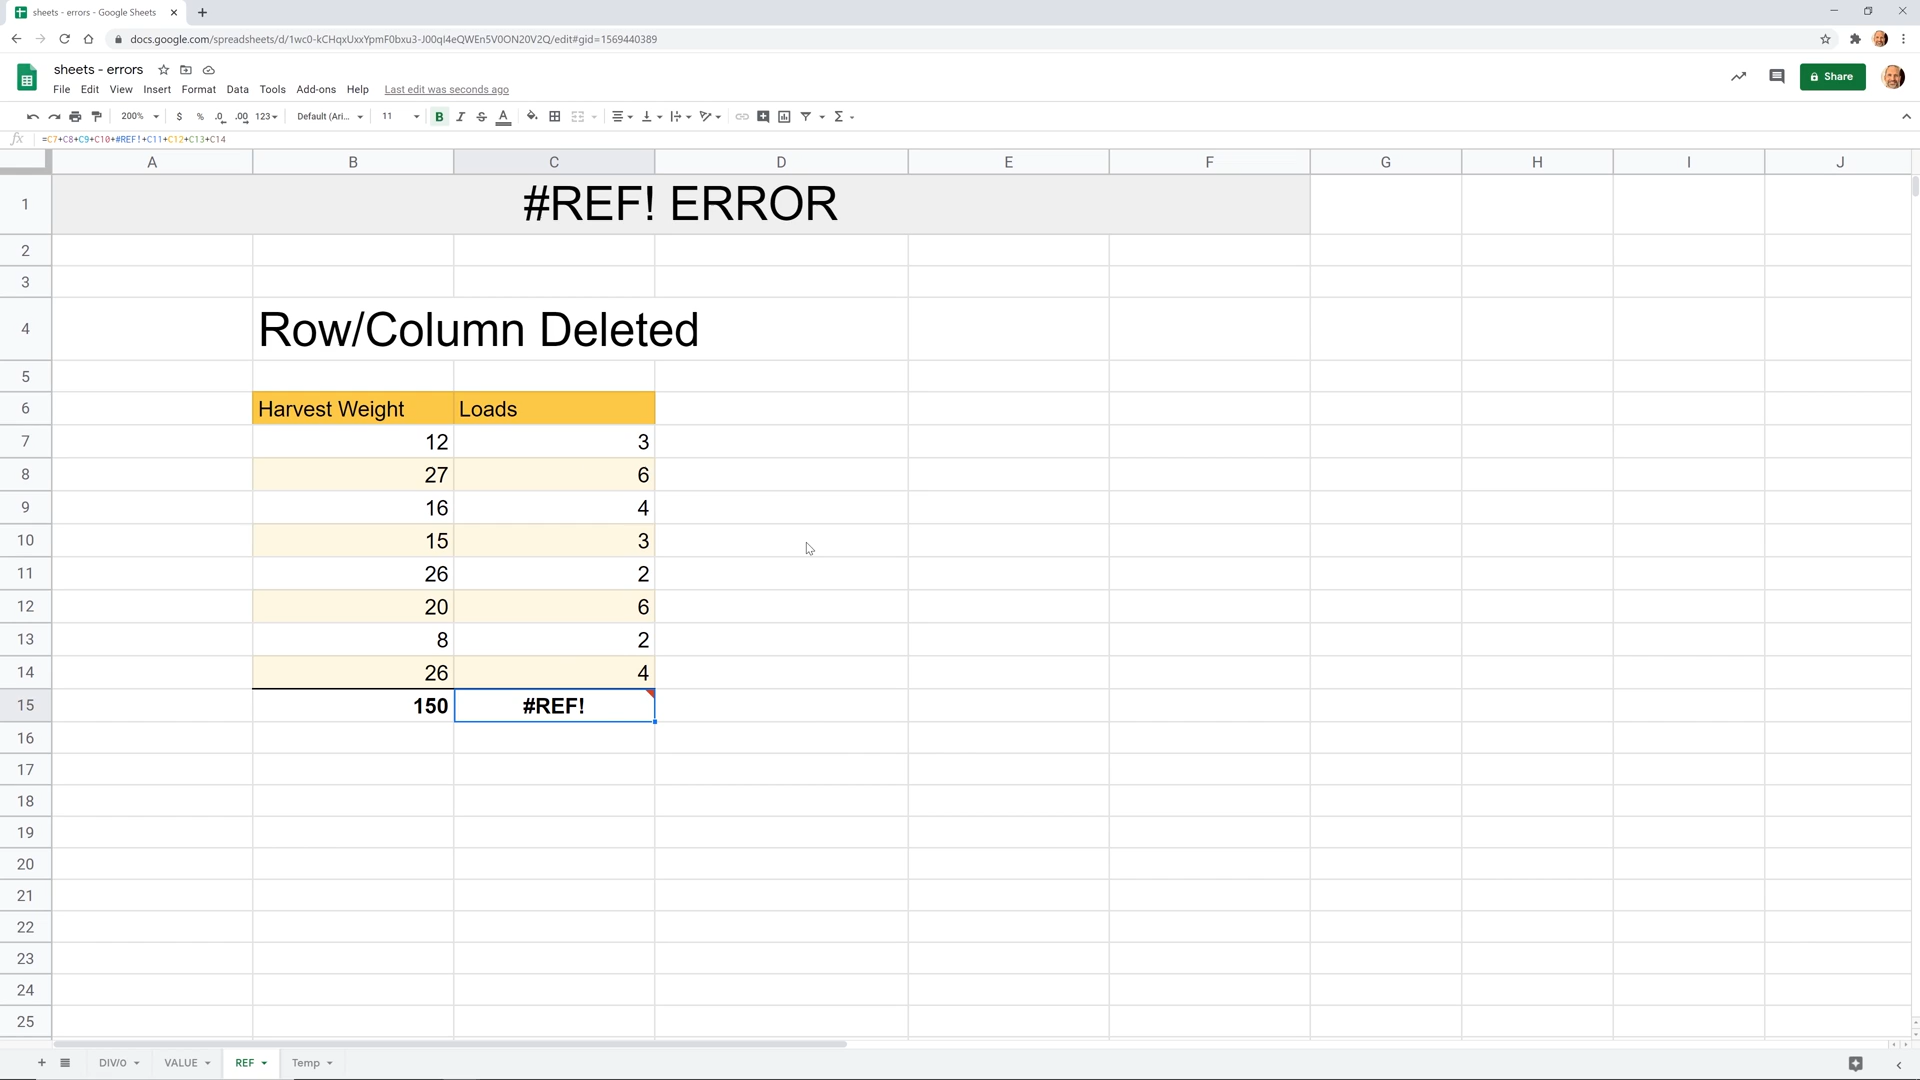 sheets - errors - Google Sheets
docs.google.com/spreadsheets/d/1wc0-kCHqxUxxYpmF0bxu3-J00qI4eQWEn5V0ON20V2Q/edit#gid=1569440389
sheets - errors
File Edit View Insert Format Data Tools Add-ons Help Last edit was seconds ago
Share
200% $ % .0 .00 123 Default (Ari... 11 B I S A Σ
fx =C7+C8+C9+C10+#REF!+C11+C12+C13+C14
A B C D E F G H I J
1 #REF! ERROR
2
3
4 Row/Column Deleted
5
6 Harvest Weight Loads
7 12 3
8 27 6
9 16 4
10 15 3
11 26 2
12 20 6
13 8 2
14 26 4
15 150 #REF!
16
17
18
19
20
21
22
23
24
25
DIV/0 VALUE REF Temp